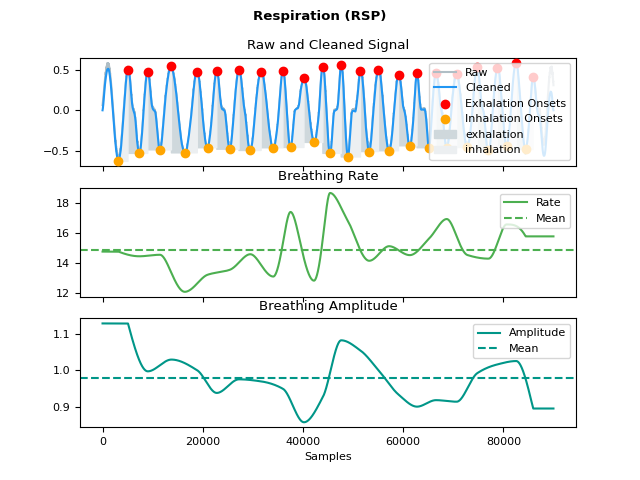 Respiration (RSP)
Raw and Cleaned Signal
0.5
0.0
−0.5
Raw
Cleaned
Exhalation Onsets
Inhalation Onsets
exhalation
inhalation
Breathing Rate
18
16
14
12
Rate
Mean
Breathing Amplitude
1.1
1.0
0.9
Amplitude
Mean
0 20000 40000 60000 80000
Samples